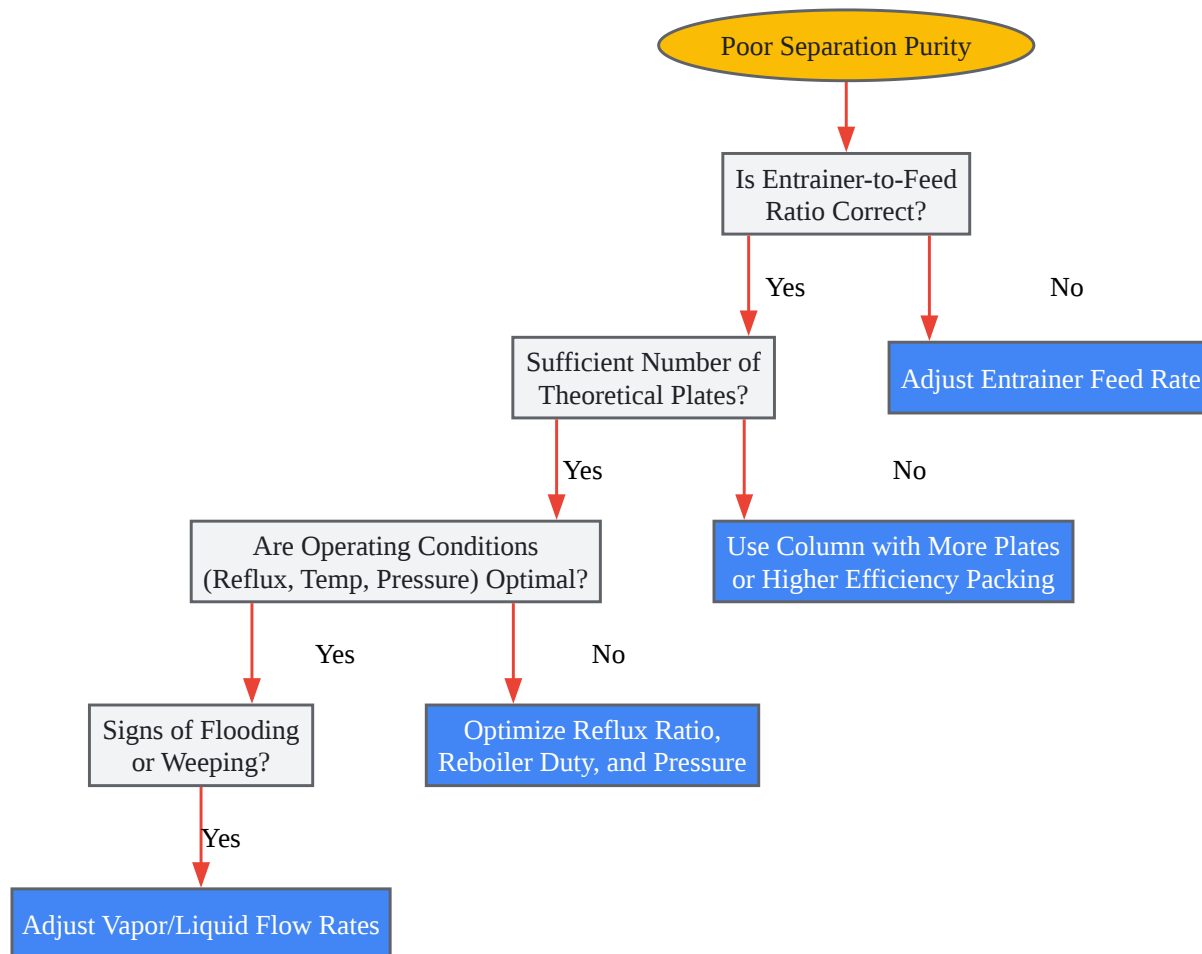 Poor Separation Purity
Is Entrainer-to-Feed
Ratio Correct?
Yes
No
Sufficient Number of
Theoretical Plates?
Adjust Entrainer Feed Rate
Yes
No
Are Operating Conditions
(Reflux, Temp, Pressure) Optimal?
Use Column with More Plates
or Higher Efficiency Packing
Yes
No
Signs of Flooding
or Weeping?
Optimize Reflux Ratio,
Reboiler Duty, and Pressure
Yes
Adjust Vapor/Liquid Flow Rates